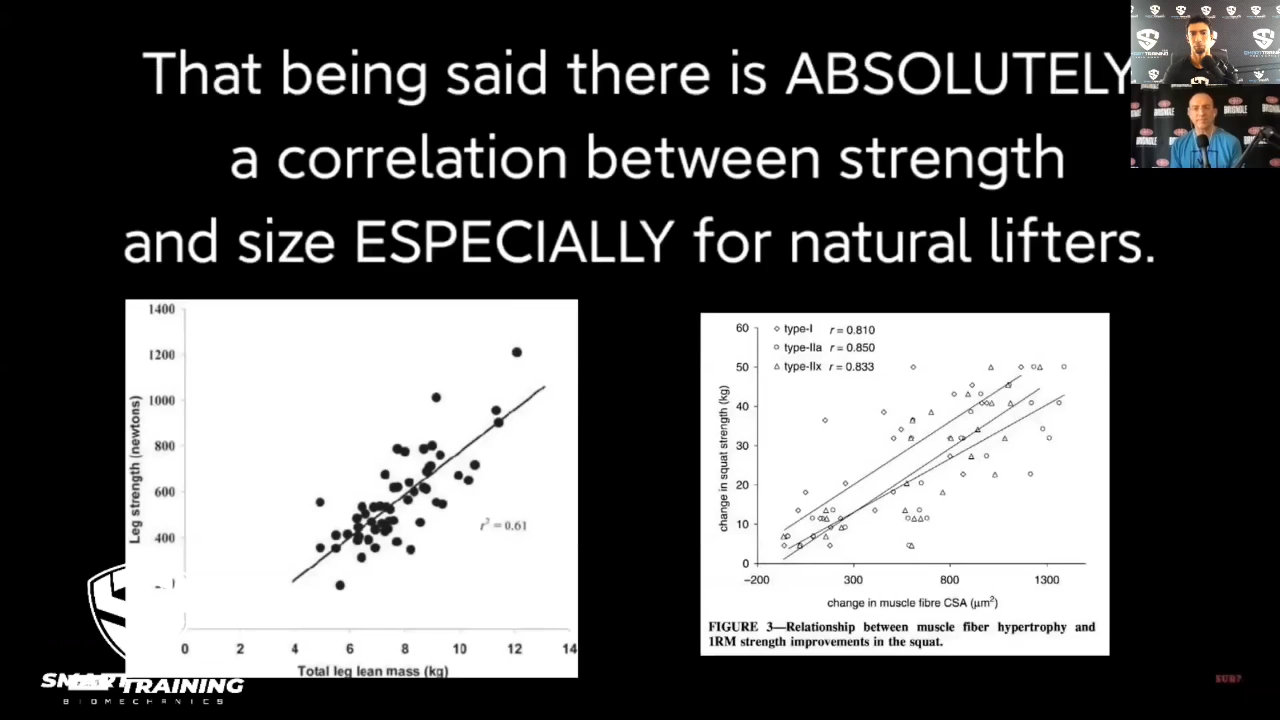 That being said there is ABSOLUTELY
a correlation between strength
and size ESPECIALLY for natural lifters.
1400
1200
1000
800
600
400
Leg strength (newtons)
r² = 0.61
0 2 4 6 8 10 12 14
Total leg lean mass (kg)
type-I r = 0.810
type-IIa r = 0.850
type-IIx r = 0.833
60
50
40
30
20
10
0
change in squat strength (kg)
−200 300 800 1300
change in muscle fibre CSA (μm²)
FIGURE 3—Relationship between muscle fiber hypertrophy and
1RM strength improvements in the squat.
SMART TRAINING
BIOMECHANICS
BRIGNOLE
SUB?